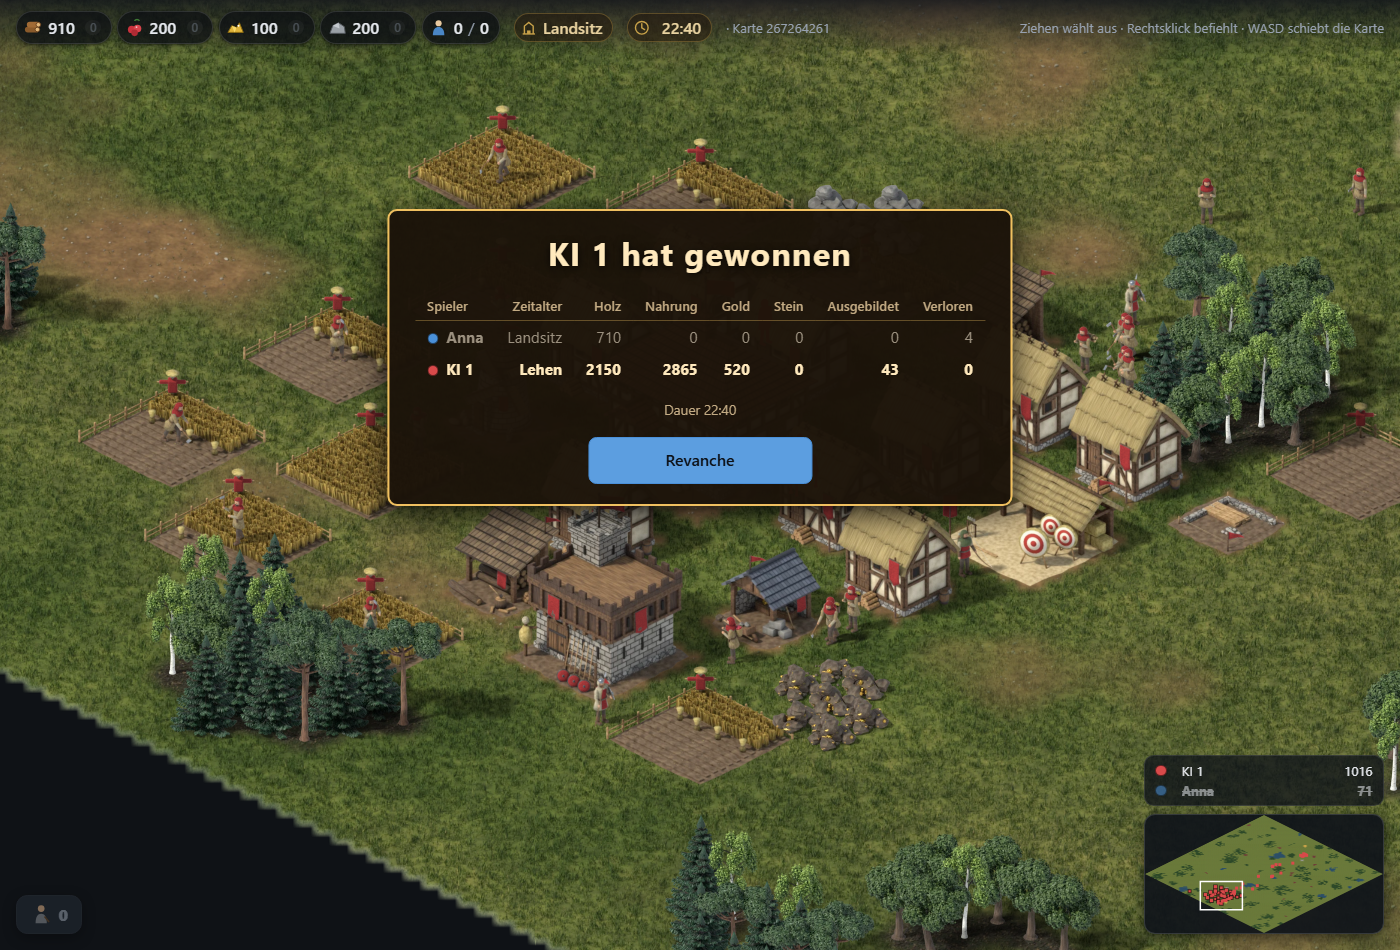 910 0 200 0 100 0 200 0 0 / 0 Landsitz 22:40 · Karte 267264261 Ziehen wählt aus · Rechtsklick befiehlt · WASD schiebt die Karte
KI 1 hat gewonnen
Spieler Zeitalter Holz Nahrung Gold Stein Ausgebildet Verloren
Anna Landsitz 710 0 0 0 0 4
KI 1 Lehen 2150 2865 520 0 43 0
Dauer 22:40
Revanche
KI 1 1016
Anna 71
0